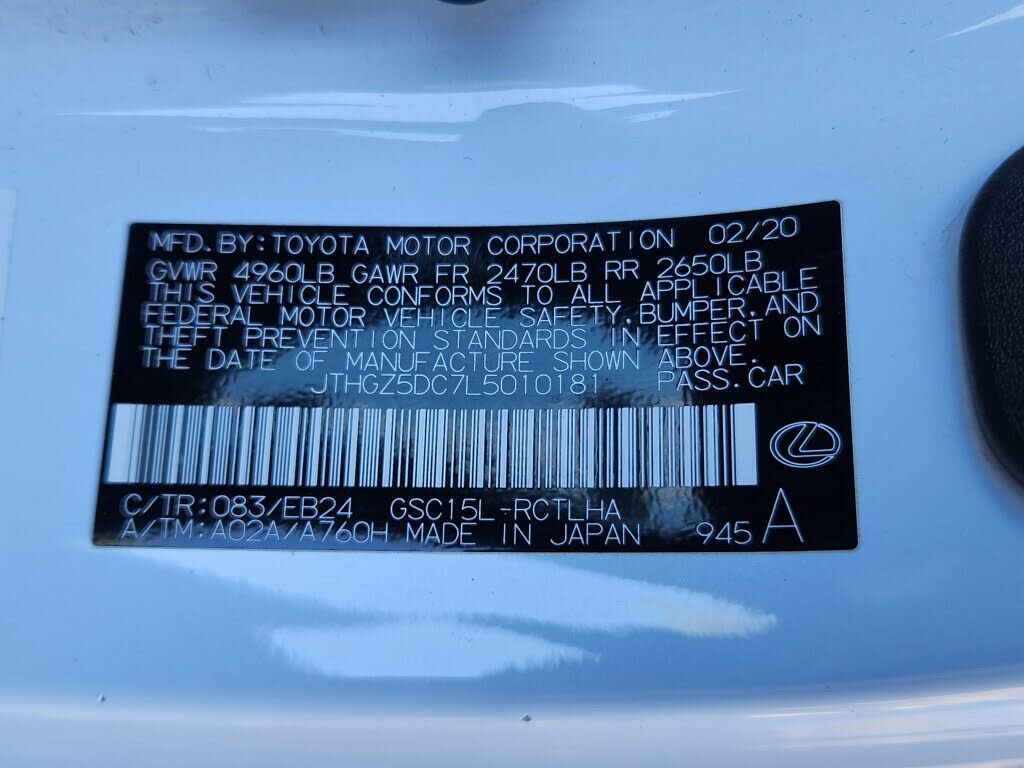 MFD.BY:TOYOTA MOTOR CORPORATION 02/20
GVWR 4960LB GAWR FR 2470LB RR 2650LB
THIS VEHICLE CONFORMS TO ALL APPLICABLE
FEDERAL MOTOR VEHICLE SAFETY,BUMPER,AND
THEFT PREVENTION STANDARDS IN EFFECT ON
THE DATE OF MANUFACTURE SHOWN ABOVE.
JTHGZ5DC7L5010181 PASS.CAR
C/TR:083/EB24 GSC15L-RCTLHA
A/TM:A02A/A760H MADE IN JAPAN 945 A